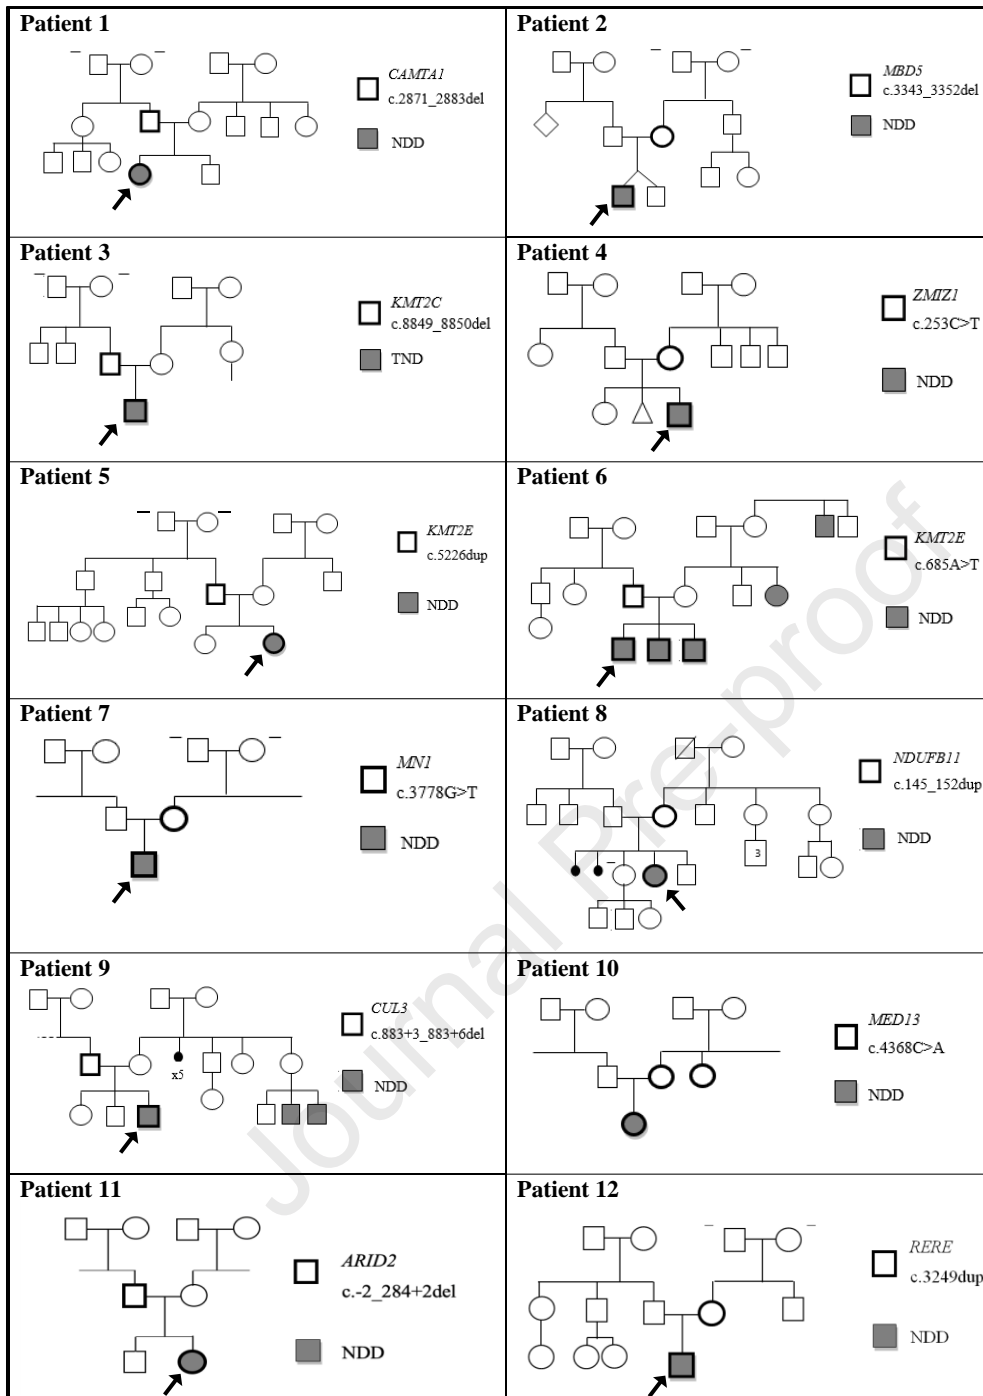 Patient 1
CAMTA1
c.2871_2883del
NDD
Patient 2
MBD5
c.3343_3352del
NDD
Patient 3
KMT2C
c.8849_8850del
TND
Patient 4
ZMIZ1
c.253C>T
NDD
Patient 5
KMT2E
c.5226dup
NDD
Patient 6
KMT2E
c.685A>T
NDD
Patient 7
MN1
c.3778G>T
NDD
Patient 8
NDUFB11
c.145_152dup
NDD
3
Patient 9
CUL3
c.883+3_883+6del
x5
NDD
Patient 10
MED13
c.4368C>A
NDD
Patient 11
ARID2
c.-2_284+2del
NDD
Patient 12
RERE
c.3249dup
NDD
Journal Pre-proof